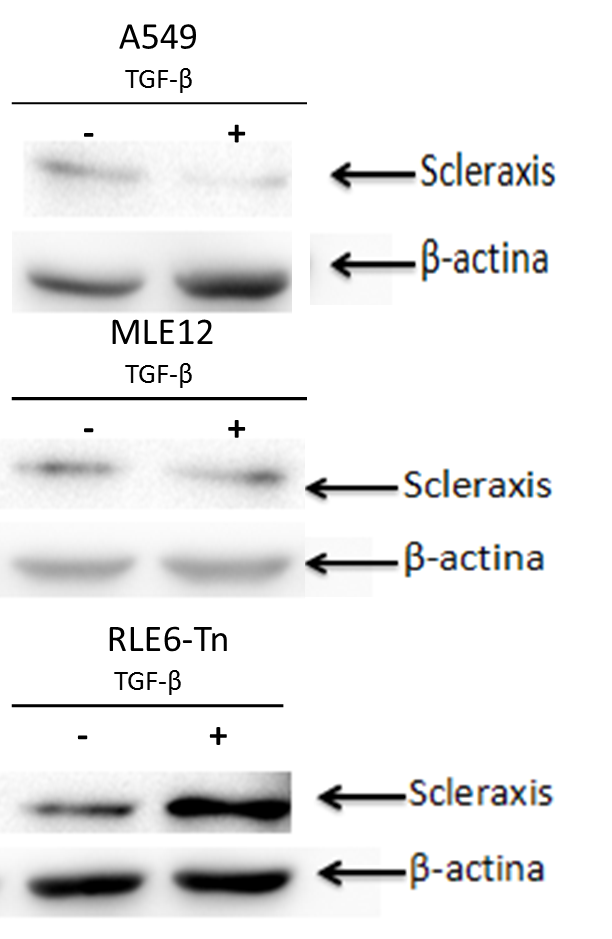 A549
TGF-β
- +
Scleraxis
β-actina
MLE12
TGF-β
- +
Scleraxis
β-actina
RLE6-Tn
TGF-β
- +
Scleraxis
β-actina